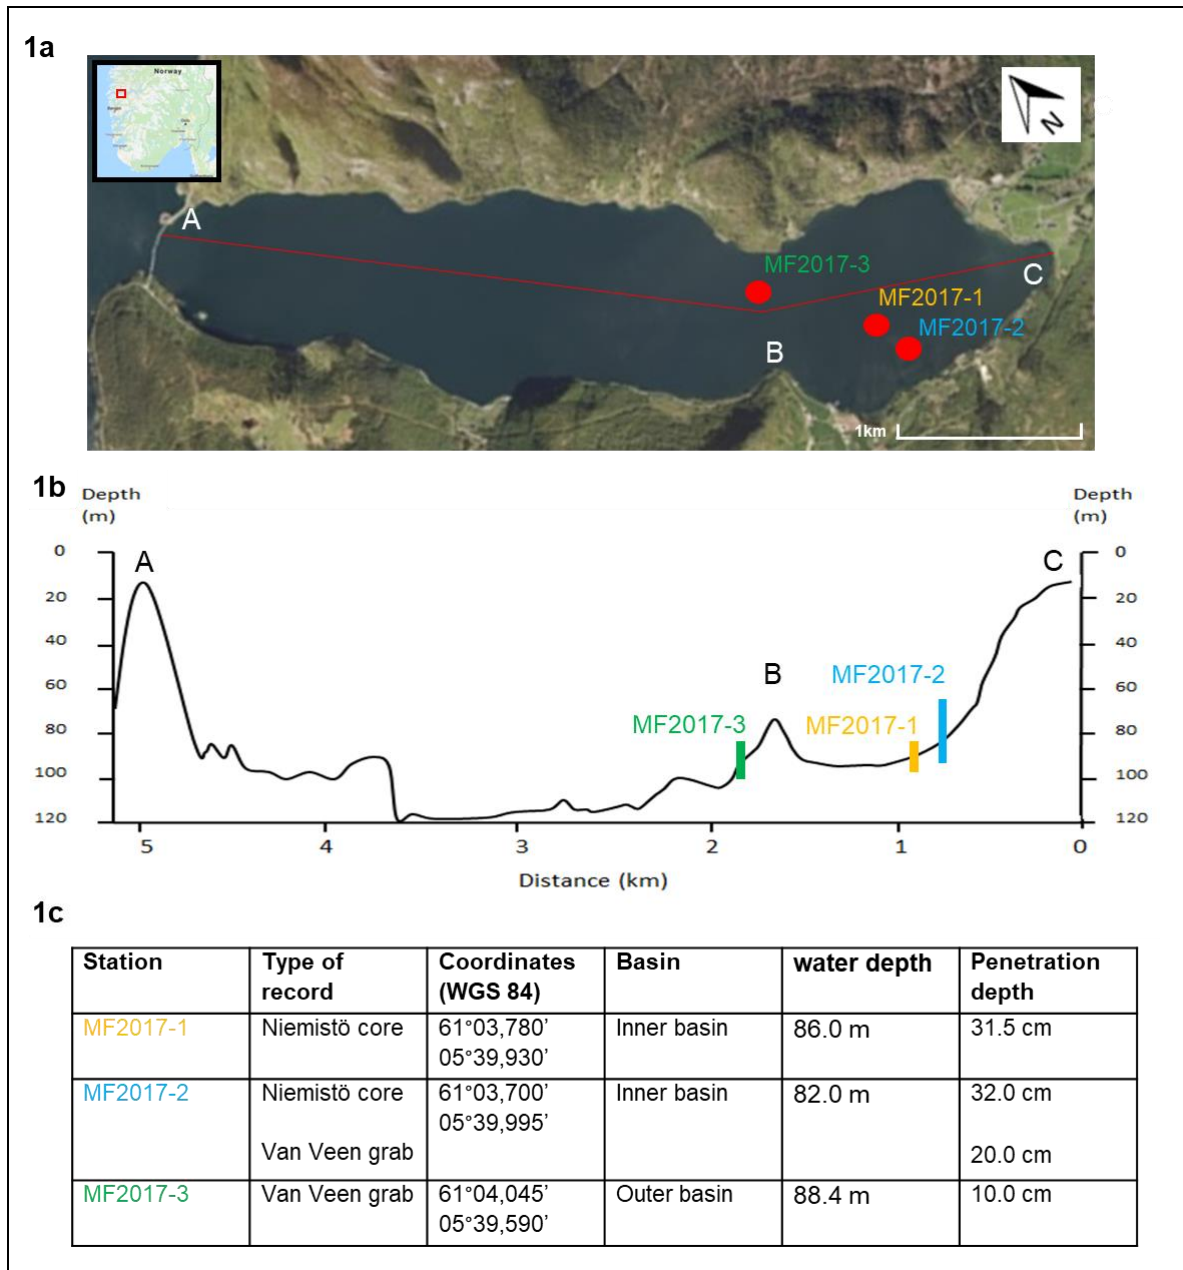 1a
Norway
A
MF2017-3
C
MF2017-1
MF2017-2
B
N
1km
1b
Depth
(m)
Depth
(m)
0
A
C
0
20
20
40
40
60
B
MF2017-2
60
80
MF2017-3
MF2017-1
80
100
100
120
120
5
4
3
2
1
0
Distance (km)
1c
Station
Type of
record
Coordinates
(WGS 84)
Basin
water depth
Penetration
depth
MF2017-1
Niemistö core
61°03,780’
05°39,930’
Inner basin
86.0 m
31.5 cm
MF2017-2
Niemistö core
Van Veen grab
61°03,700’
05°39,995’
Inner basin
82.0 m
32.0 cm
20.0 cm
MF2017-3
Van Veen grab
61°04,045’
05°39,590’
Outer basin
88.4 m
10.0 cm